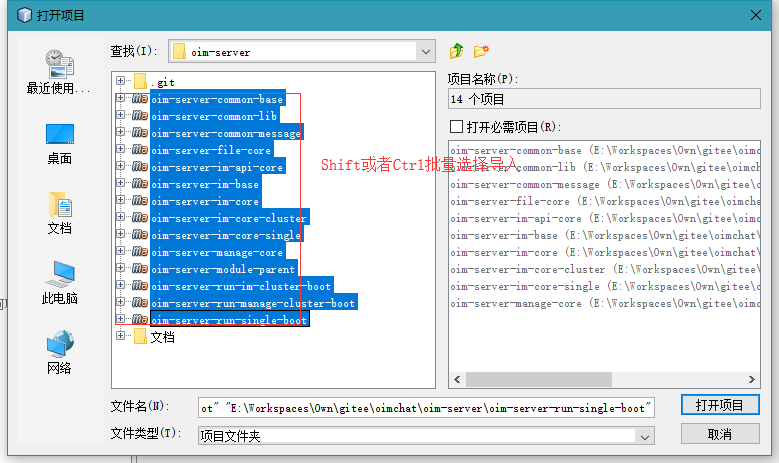 打开项目
查找(I):
oim-server
最近使用...
桌面
文档
此电脑
网络
.git
oim-server-common-base
oim-server-common-lib
oim-server-common-message
oim-server-file-core
oim-server-im-api-core
oim-server-im-base
oim-server-im-core
oim-server-im-core-cluster
oim-server-im-core-single
oim-server-manage-core
oim-server-module-parent
oim-server-run-im-cluster-boot
oim-server-run-manage-cluster-boot
oim-server-run-single-boot
文档
Shift或者Ctrl批量选择导入
项目名称(P):
14 个项目
打开必需项目(R):
oim-server-common-base (E:\Workspaces\Own\gitee\oimch
oim-server-common-lib (E:\Workspaces\Own\gitee\oimcha
oim-server-common-message (E:\Workspaces\Own\gitee\oi
oim-server-file-core (E:\Workspaces\Own\gitee\oimchat
oim-server-im-api-core (E:\Workspaces\Own\gitee\oimch
oim-server-im-base (E:\Workspaces\Own\gitee\oimchat\o
oim-server-im-core (E:\Workspaces\Own\gitee\oimchat\o
oim-server-im-core-cluster (E:\Workspaces\Own\gitee\o
oim-server-im-core-single (E:\Workspaces\Own\gitee\oi
oim-server-manage-core (E:\Workspaces\Own\gitee\oimc
文件名(N):
ot" "E:\Workspaces\Own\gitee\oimchat\oim-server\oim-server-run-single-boot"
打开项目
文件类型(T):
项目文件夹
取消